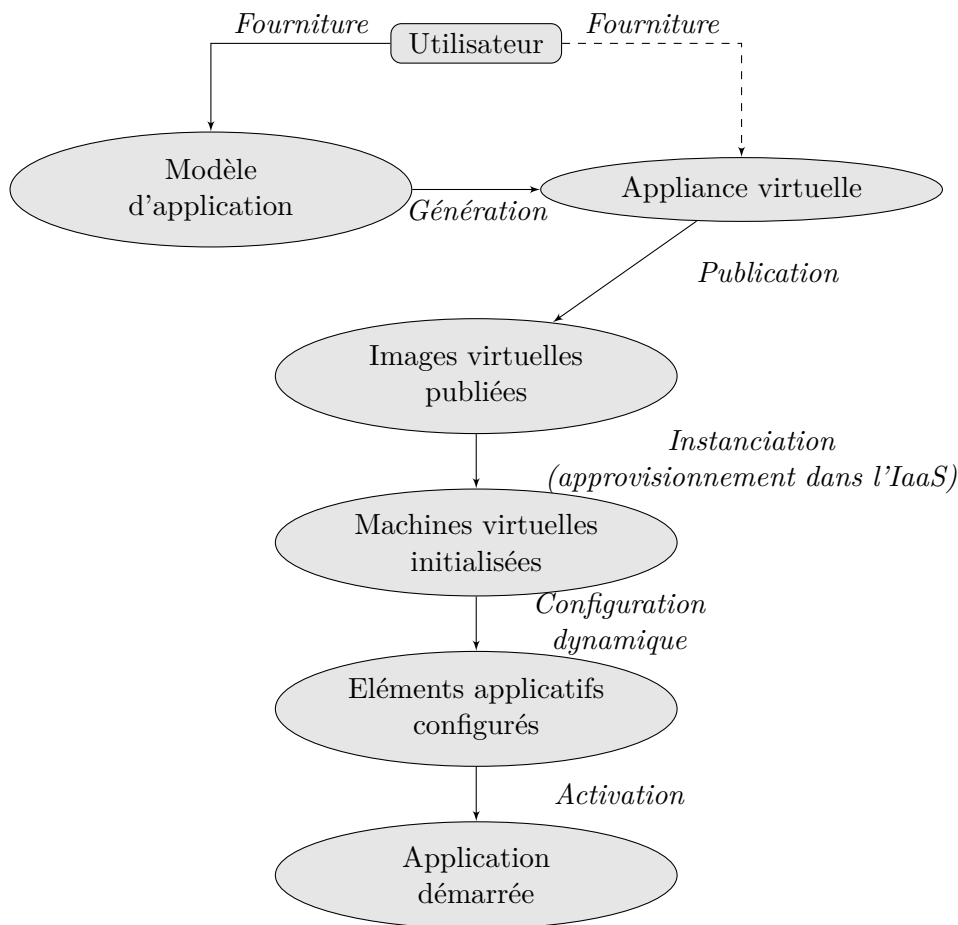 Fourniture
Utilisateur
Fourniture
Modèle
d'application
Génération
Appliance virtuelle
Publication
Images virtuelles
publiées
Instanciation
(approvisionnement dans l'IaaS)
Machines virtuelles
initialisées
Configuration
dynamique
Eléments applicatifs
configurés
Activation
Application
démarrée